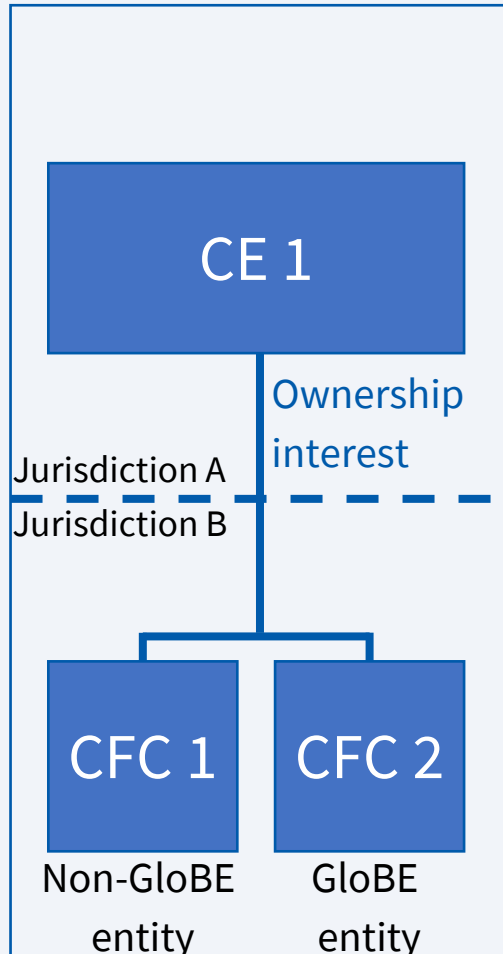 CE 1
Ownership
interest
Jurisdiction A
Jurisdiction B
CFC 1
CFC 2
Non-GloBE
entity
GloBE
entity